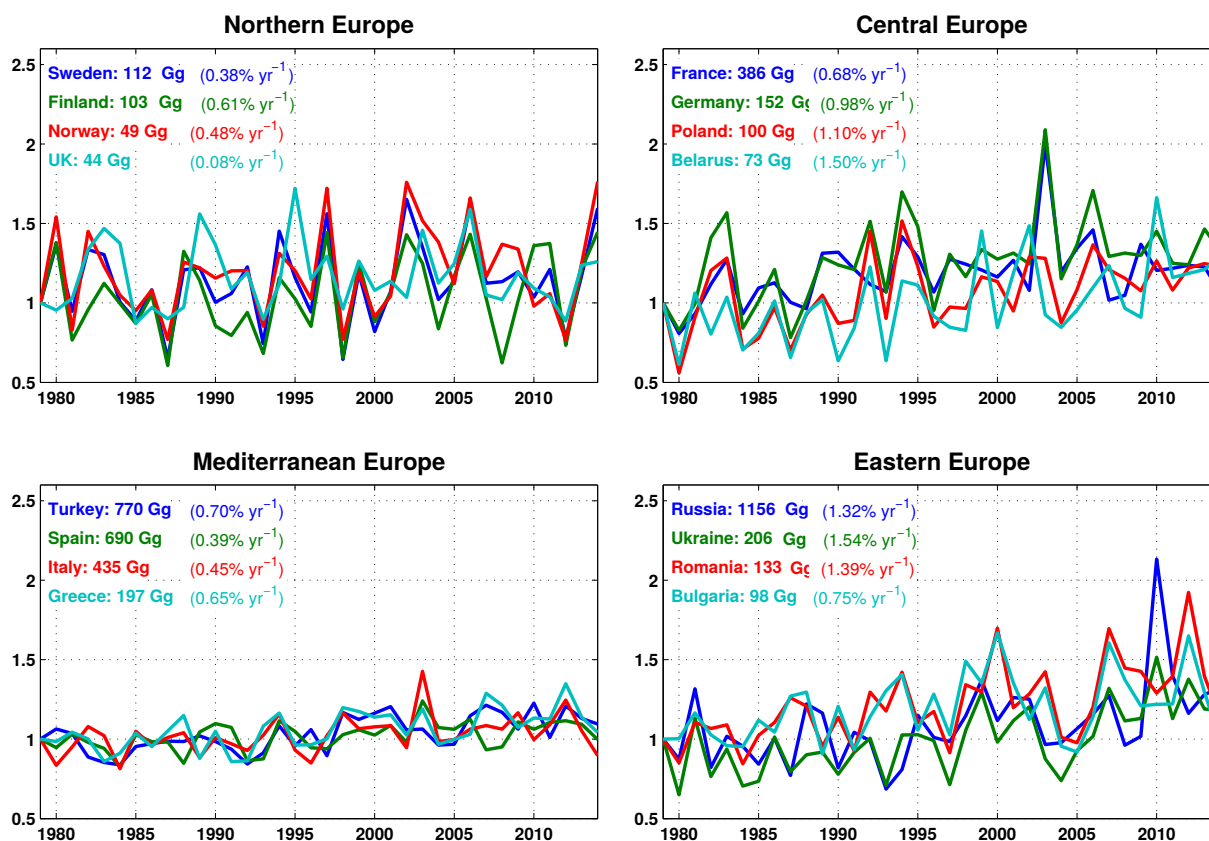 Northern Europe
2.5
2
1.5
1
0.5
Sweden: 112 Gg (0.38% yr⁻¹)
Finland: 103 Gg (0.61% yr⁻¹)
Norway: 49 Gg (0.48% yr⁻¹)
UK: 44 Gg (0.08% yr⁻¹)
1980 1985 1990 1995 2000 2005 2010
Central Europe
2.5
2
1.5
1
0.5
France: 386 Gg (0.68% yr⁻¹)
Germany: 152 Gg (0.98% yr⁻¹)
Poland: 100 Gg (1.10% yr⁻¹)
Belarus: 73 Gg (1.50% yr⁻¹)
1980 1985 1990 1995 2000 2005 2010
Mediterranean Europe
2.5
2
1.5
1
0.5
Turkey: 770 Gg (0.70% yr⁻¹)
Spain: 690 Gg (0.39% yr⁻¹)
Italy: 435 Gg (0.45% yr⁻¹)
Greece: 197 Gg (0.65% yr⁻¹)
1980 1985 1990 1995 2000 2005 2010
Eastern Europe
2.5
2
1.5
1
0.5
Russia: 1156 Gg (1.32% yr⁻¹)
Ukraine: 206 Gg (1.54% yr⁻¹)
Romania: 133 Gg (1.39% yr⁻¹)
Bulgaria: 98 Gg (0.75% yr⁻¹)
1980 1985 1990 1995 2000 2005 2010